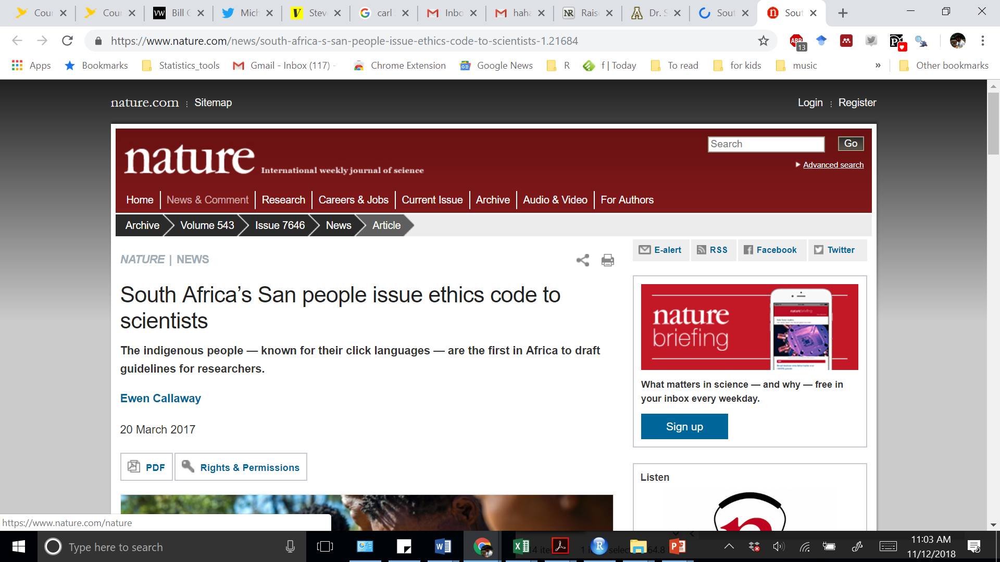 Cour
Cour
VW Bill C
Mich
V Stev
carl
Inbo
haha
NR Rais
A Dr. S
Sout
n Sout
https://www.nature.com/news/south-africa-s-san-people-issue-ethics-code-to-scientists-1.21684
ABP 13
Apps Bookmarks Statistics_tools Gmail - Inbox (117) - Chrome Extension Google News R f | Today To read for kids music » Other bookmarks
nature.com : Sitemap Login : Register
nature International weekly journal of science
Search Go
Advanced search
Home News & Comment Research Careers & Jobs Current Issue Archive Audio & Video For Authors
Archive Volume 543 Issue 7646 News Article
E-alert RSS Facebook Twitter
NATURE | NEWS
South Africa’s San people issue ethics code to
scientists
The indigenous people — known for their click languages — are the first in Africa to draft
guidelines for researchers.
Ewen Callaway
20 March 2017
PDF Rights & Permissions
nature
briefing
What matters in science — and why — free in
your inbox every weekday.
Sign up
Listen
https://www.nature.com/nature
Type here to search
11:03 AM
11/12/2018